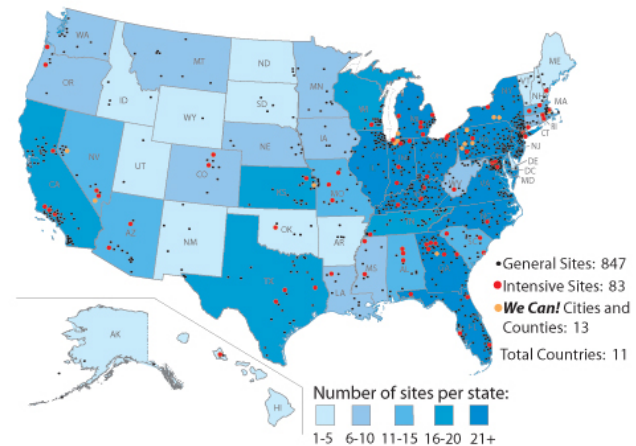 WA
MT
ND
ME
OR
MN
NH
ID
SD
WI
MA
WY
CT
IA
NJ
NE
NV
DE
UT
DC
CO
MD
CA
MO
OK
AZ
NM
AR
SC
MS
AL
LA
• General Sites: 847
• Intensive Sites: 83
• We Can! Cities and
Counties: 13
Total Countries: 11
AK
HI
Number of sites per state:
1-5 6-10 11-15 16-20 21+